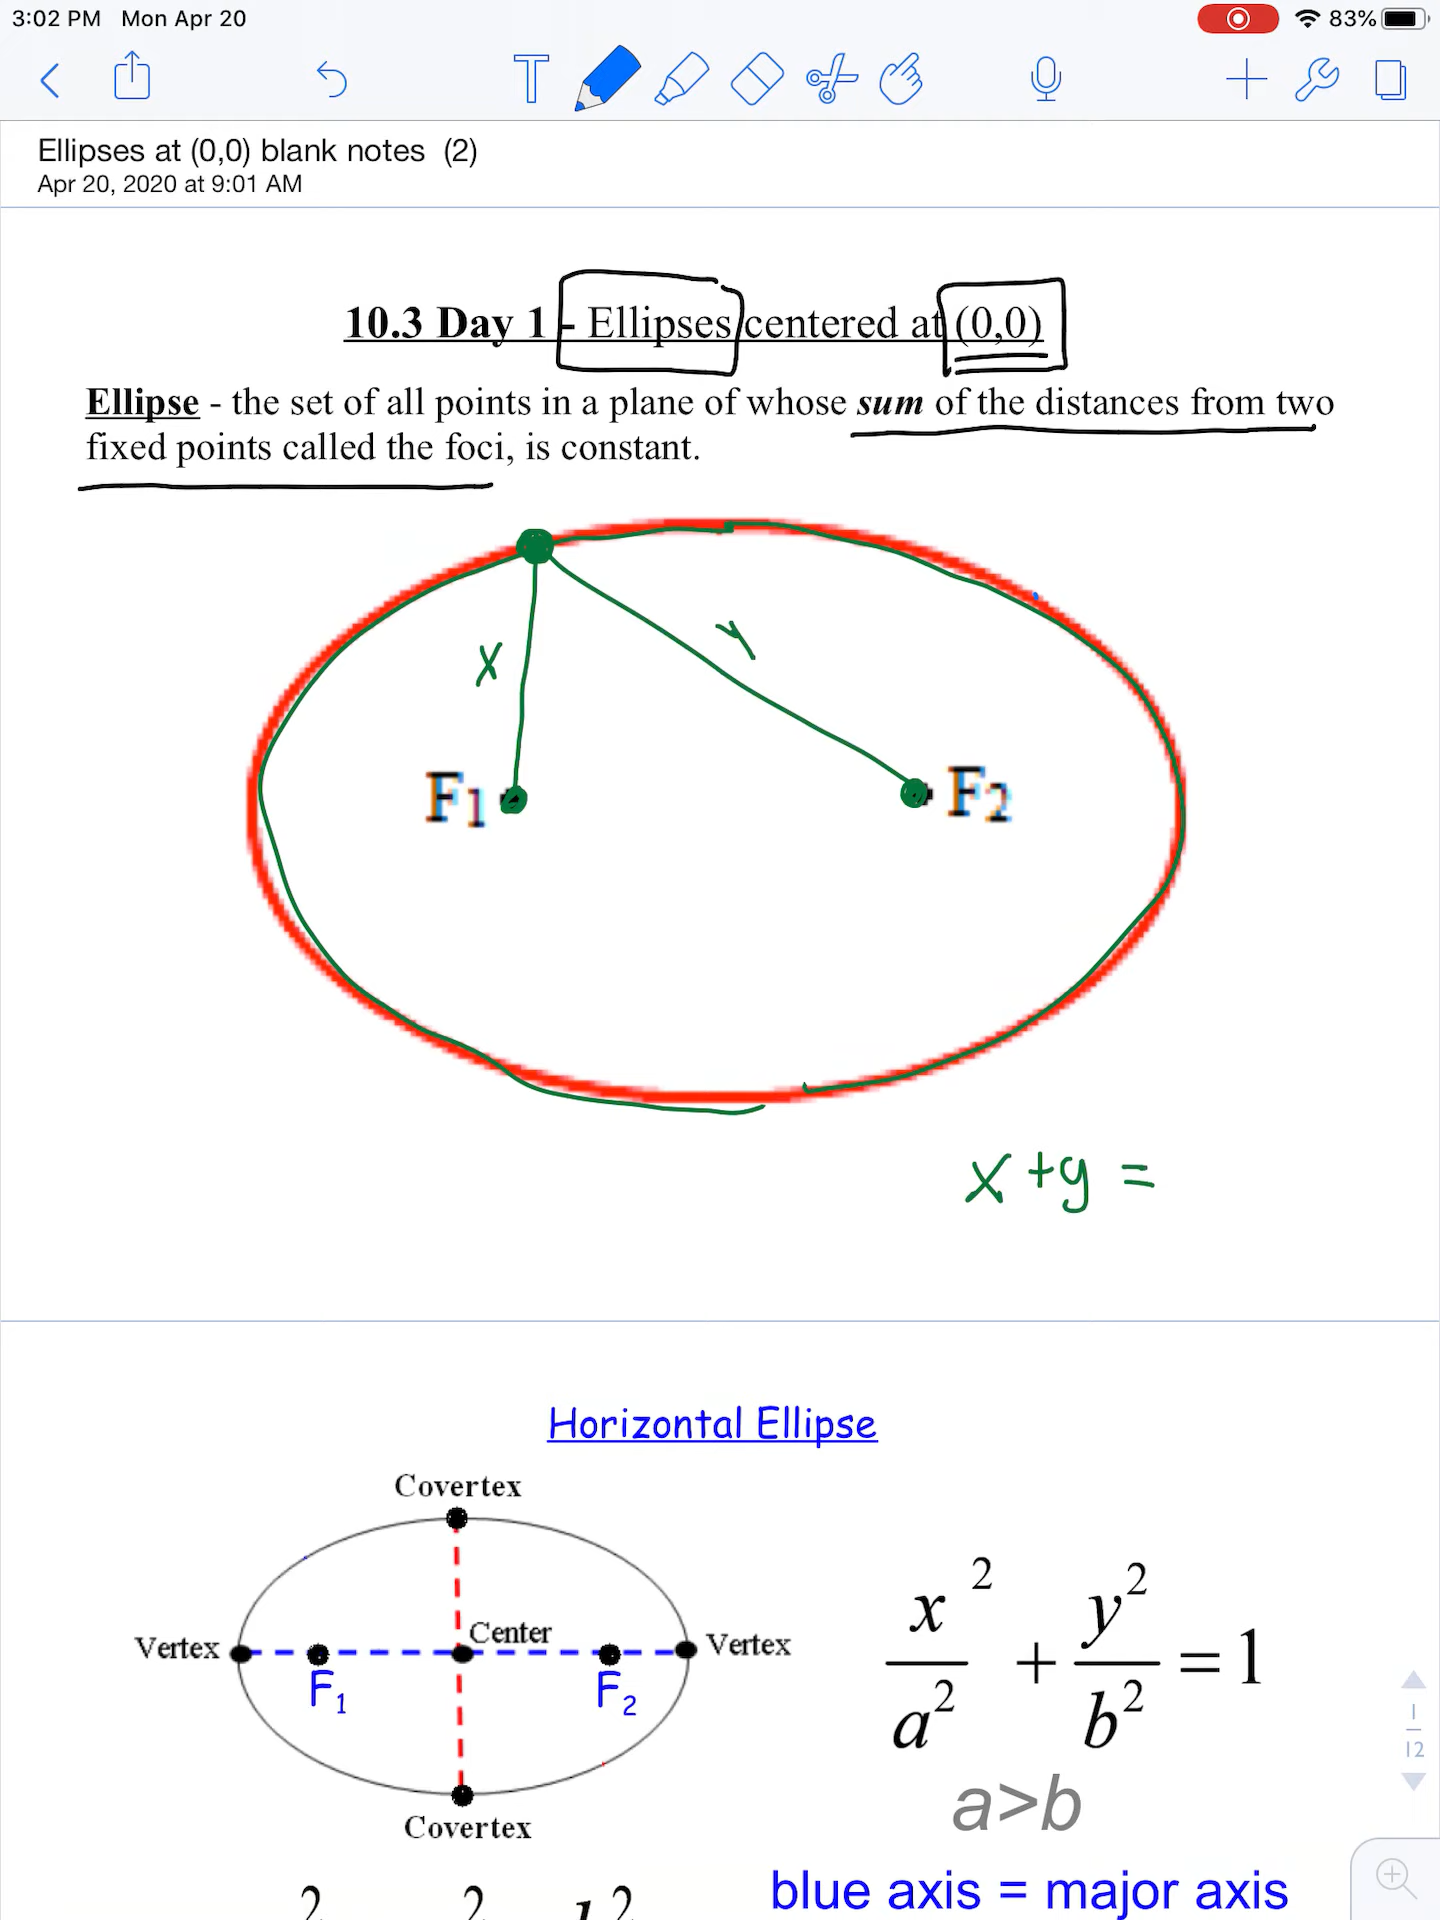 3:02 PM Mon Apr 20
83%
T
Ellipses at (0,0) blank notes (2)
Apr 20, 2020 at 9:01 AM
10.3 Day 1 - Ellipses centered at (0,0)
Ellipse - the set of all points in a plane of whose sum of the distances from two
fixed points called the foci, is constant.
x
y
F1
F2
x + y =
Horizontal Ellipse
Covertex
Vertex
Center
Vertex
F1
F2
Covertex
x^2/a^2 + y^2/b^2 = 1
a>b
blue axis = major axis
1
12